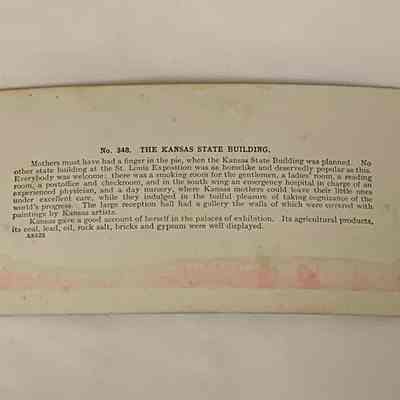 No. 348. THE KANSAS STATE BUILDING.
Mothers must have had a finger in the pie, when the Kansas State Building was planned. No
other state building at the St. Louis Exposition was as homelike and deservedly popular as this.
Everybody was welcome; there was a smoking room for the gentlemen, a ladies' room, a reading
room, a postoffice and checkroom, and in the south wing an emergency hospital in charge of an
experienced physician, and a day nursery, where Kansas mothers could leave their little ones
under excellent care, while they indulged in the pleasure of taking cognizance of the
world's progress. The large reception hall had a gallery the walls of which were covered with
paintings by Kansas artists.
Kansas gave a good account of herself in the palaces of exhibition. Its agricultural products,
its coal, lead, oil, rock salt, bricks and gypsum were well displayed.